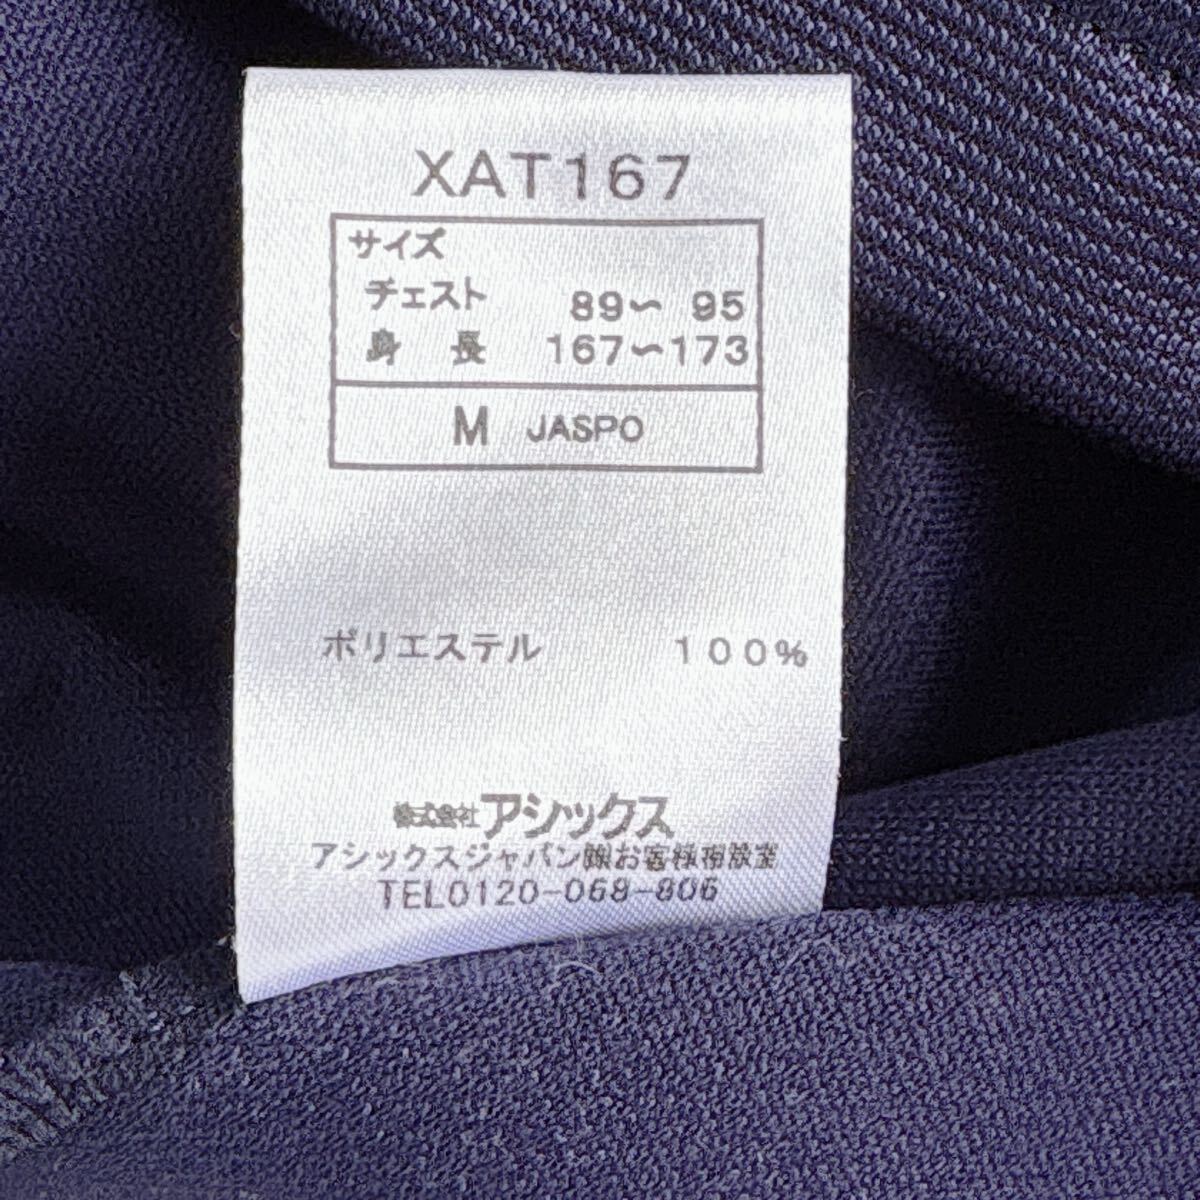 XAT167
サイズ
チェスト 89〜 95
身 長 167〜173
M JASPO
ポリエステル 100%
株式会社アシックス
アシックスジャパン㈱お客様相談室
TEL0120-068-806